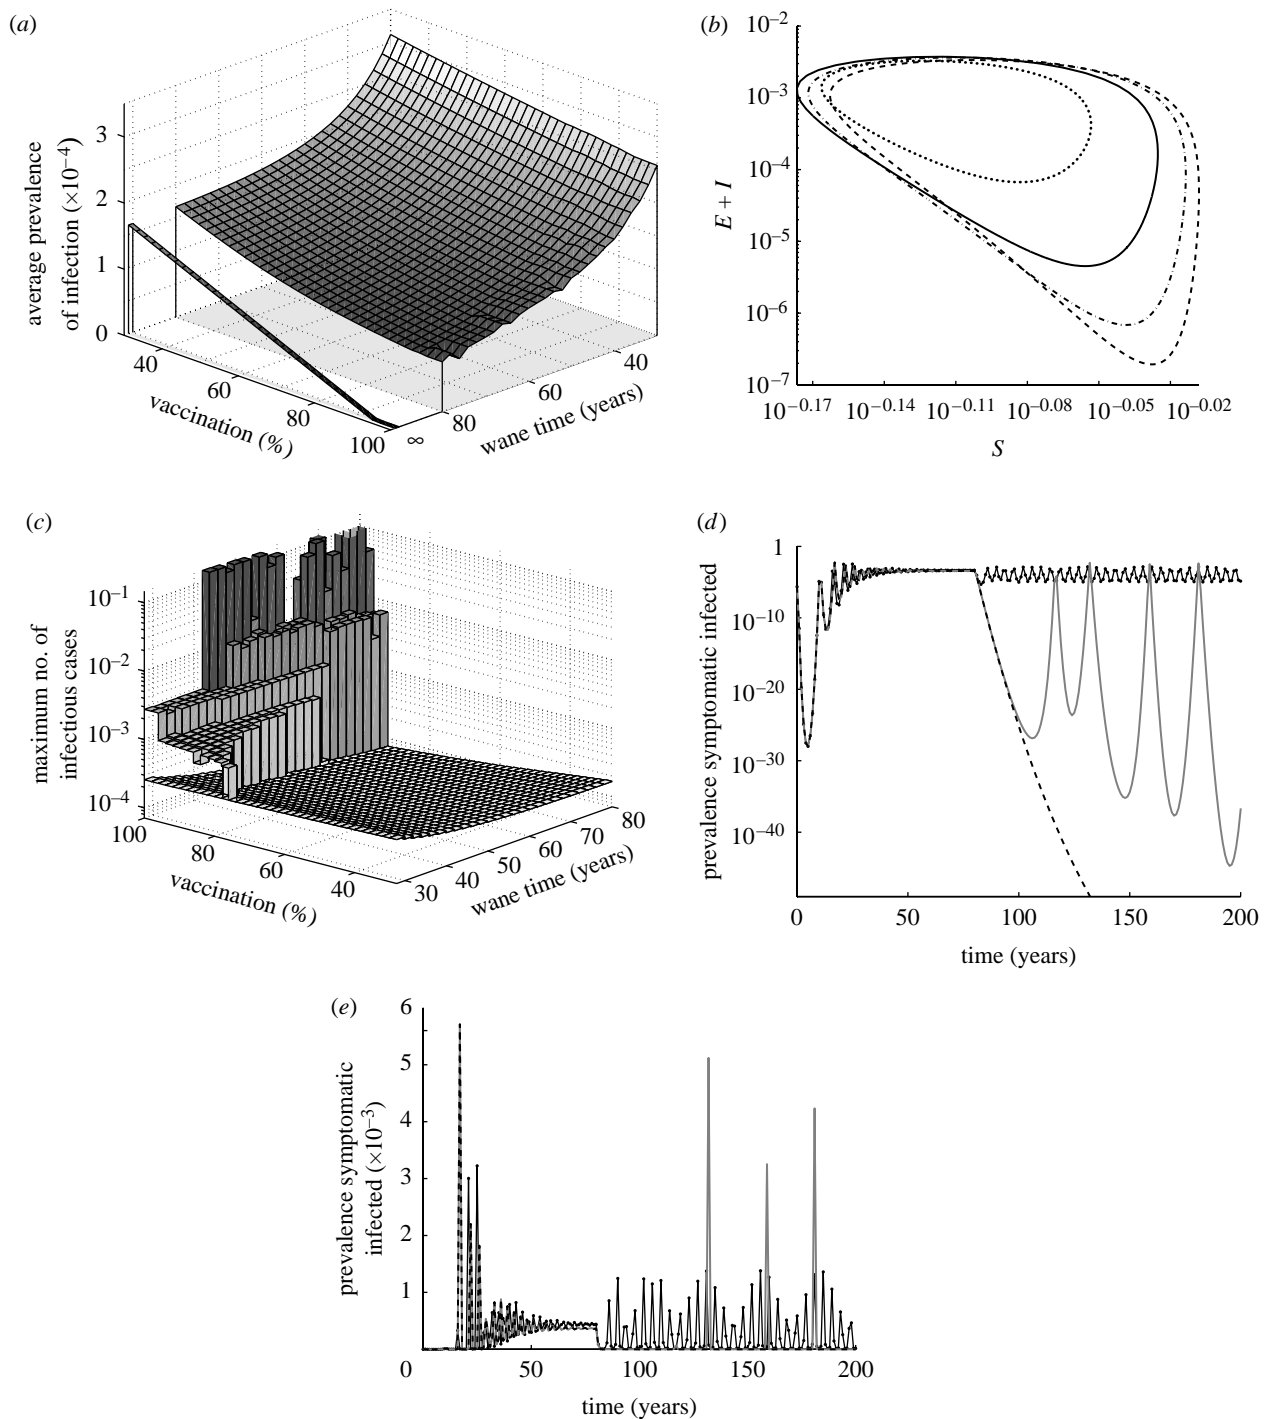 (a)
average prevalence
of infection (×10−4)
3
2
1
0
40
60
80
100
∞
80
60
40
vaccination (%)
wane time (years)
(b)
10−2
10−3
10−4
10−5
10−6
10−7
E + I
10−0.17 10−0.14 10−0.11 10−0.08 10−0.05 10−0.02
S
(c)
maximum no. of
infectious cases
10−1
10−2
10−3
10−4
100
80
60
40
30
40
50
60
70
80
vaccination (%)
wane time (years)
(d)
prevalence symptomatic infected
1
10−10
10−20
10−30
10−40
0 50 100 150 200
time (years)
(e)
prevalence symptomatic
infected (×10−3)
6
5
4
3
2
1
0 50 100 150 200
time (years)